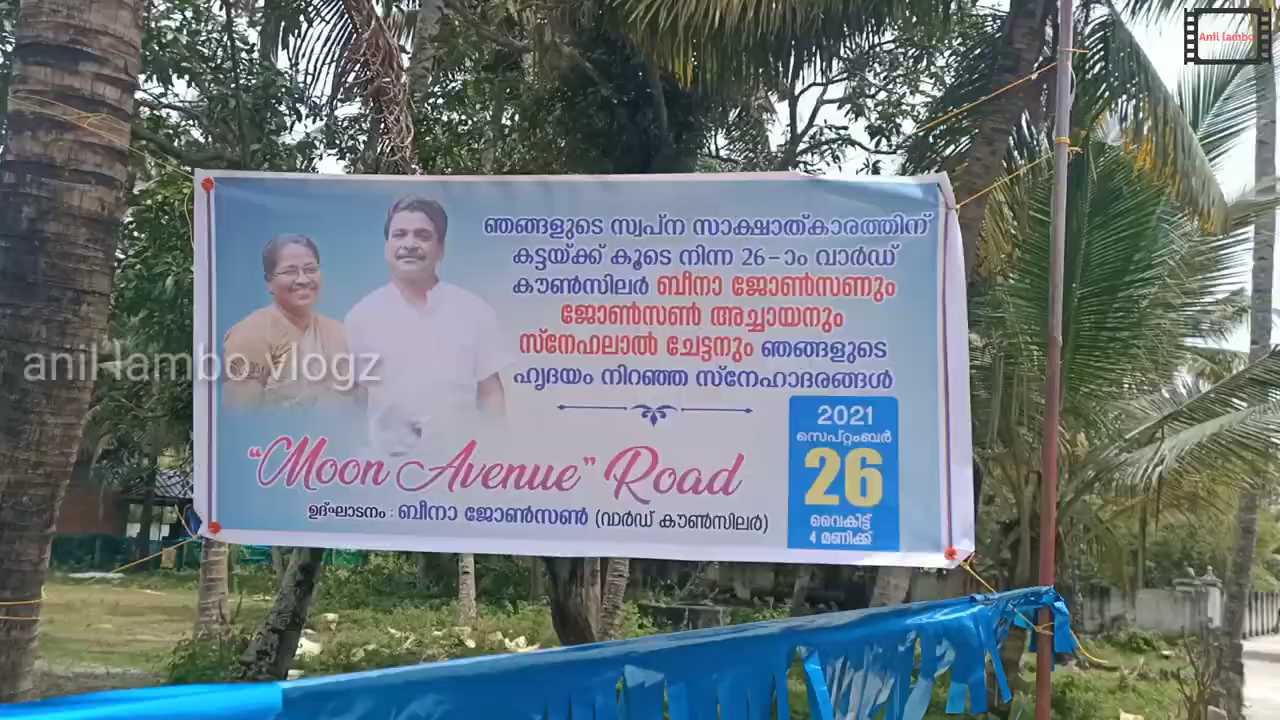 Anil lambo
ഞങ്ങളുടെ സ്വപ്ന സാക്ഷാത്കാരത്തിന്
കട്ടയ്ക്ക് കൂടെ നിന്ന 26-ാം വാർഡ്
കൗൺസിലർ ബീനാ ജോൺസണും
ജോൺസൺ അച്ചായനും
സ്നേഹലാൽ ചേട്ടനും ഞങ്ങളുടെ
ഹൃദയം നിറഞ്ഞ സ്നേഹാദരങ്ങൾ
anil lambo vlogz
2021
സെപ്റ്റംബർ
26
വൈകിട്ട്
4 മണിക്ക്
"Moon Avenue" Road
ഉദ്ഘാടനം : ബീനാ ജോൺസൺ (വാർഡ് കൗൺസിലർ)